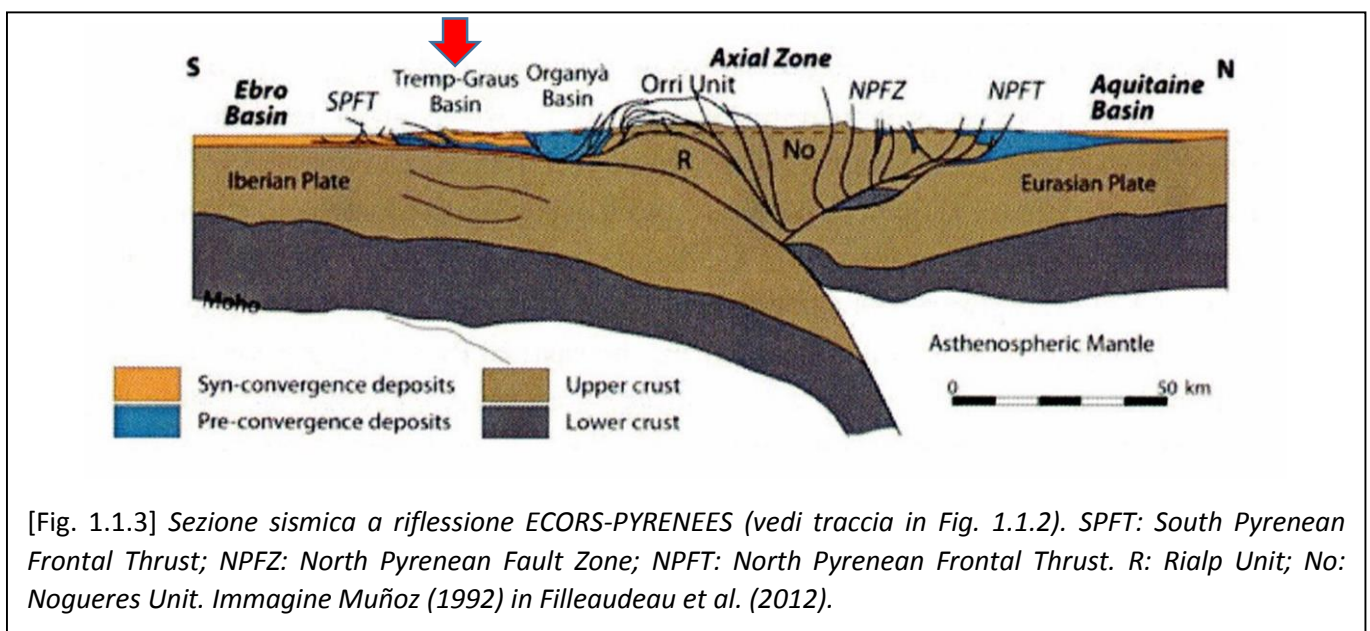 S
Ebro
Basin
SPFT
Tremp-Graus
Basin
Organyà
Basin
Axial Zone
Orri Unit
NPFZ
NPFT
Aquitaine
Basin
N
R
No
Iberian Plate
Eurasian Plate
Moho
Asthenospheric Mantle
0 50 km
Syn-convergence deposits
Pre-convergence deposits
Upper crust
Lower crust
[Fig. 1.1.3] Sezione sismica a riflessione ECORS-PYRENEES (vedi traccia in Fig. 1.1.2). SPFT: South Pyrenean
Frontal Thrust; NPFZ: North Pyrenean Fault Zone; NPFT: North Pyrenean Frontal Thrust. R: Rialp Unit; No:
Nogueres Unit. Immagine Muñoz (1992) in Filleaudeau et al. (2012).